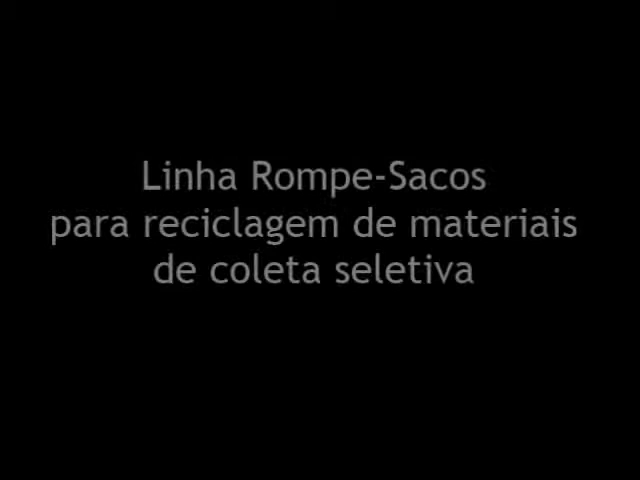 Linha Rompe-Sacos
para reciclagem de materiais
de coleta seletiva